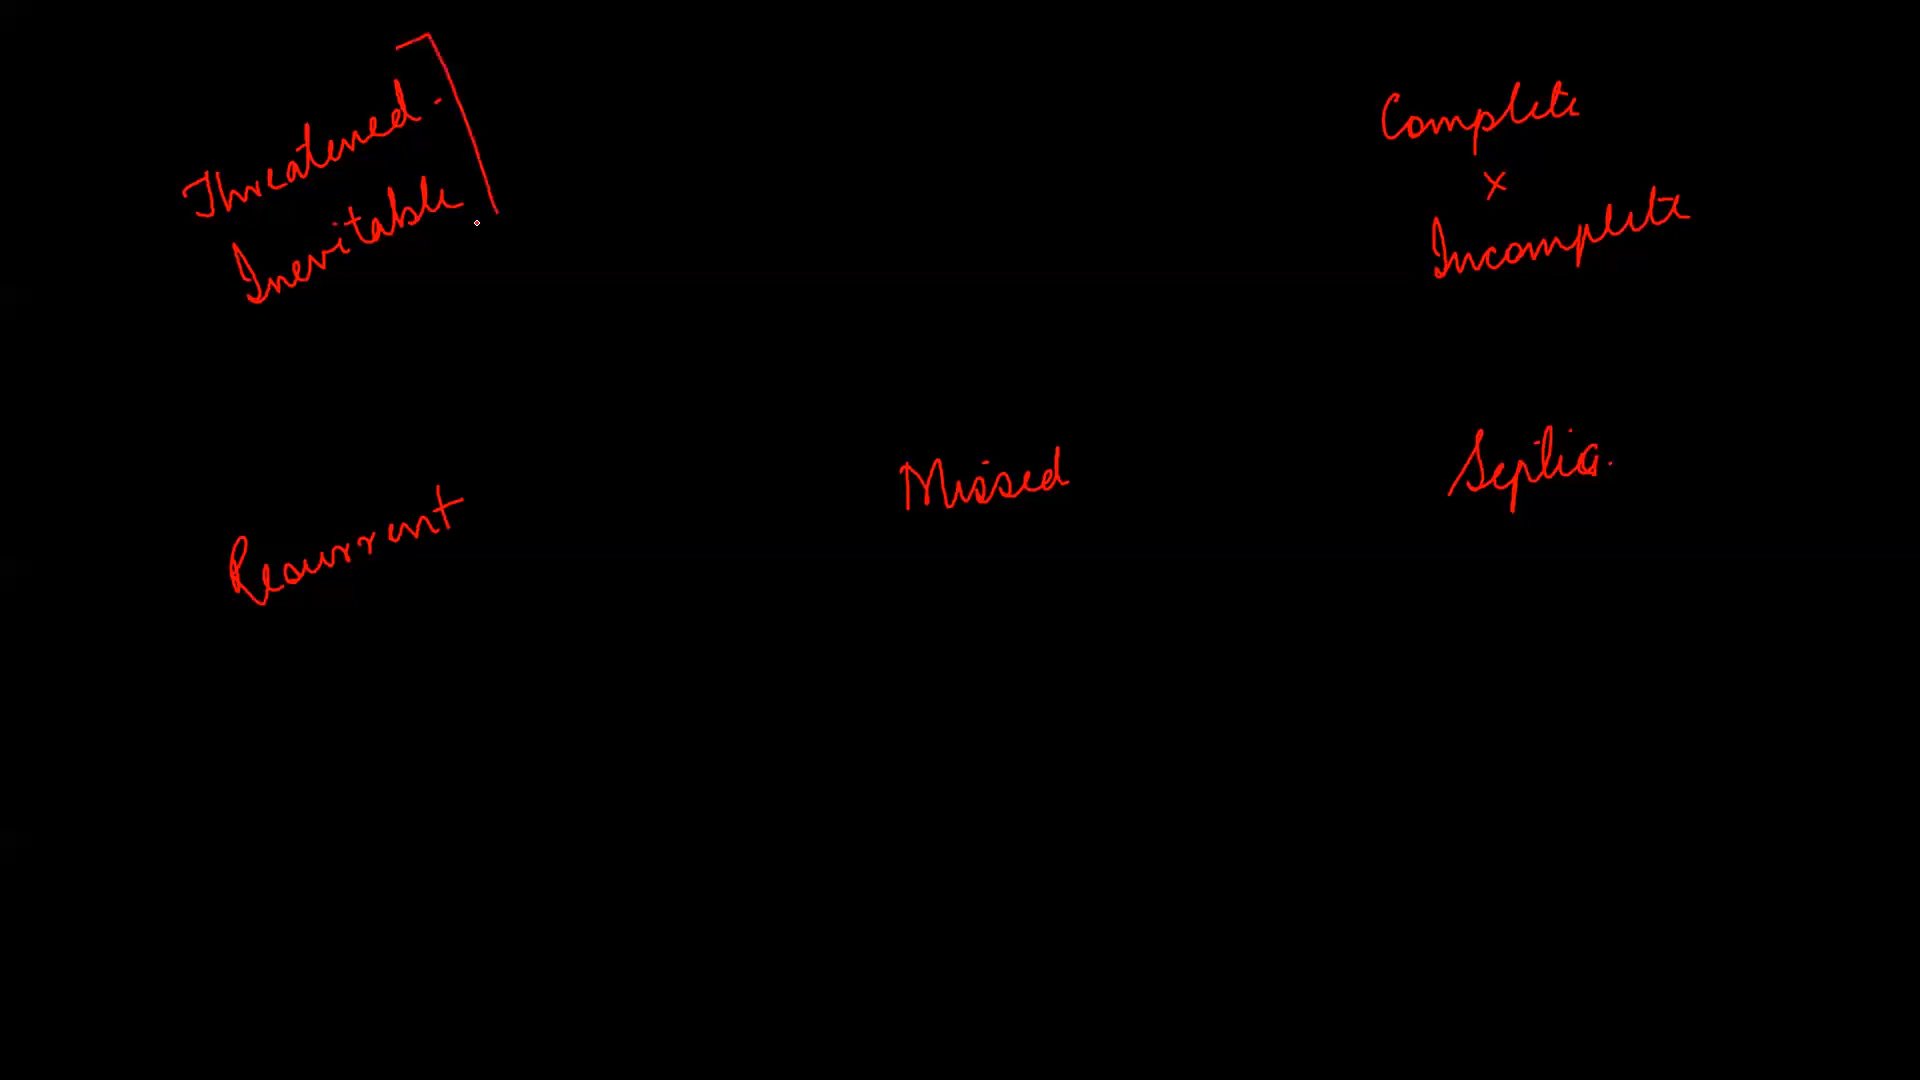 Threatened.
Inevitable
Complete
x
Incomplete
Recurrent
Missed
Septic.